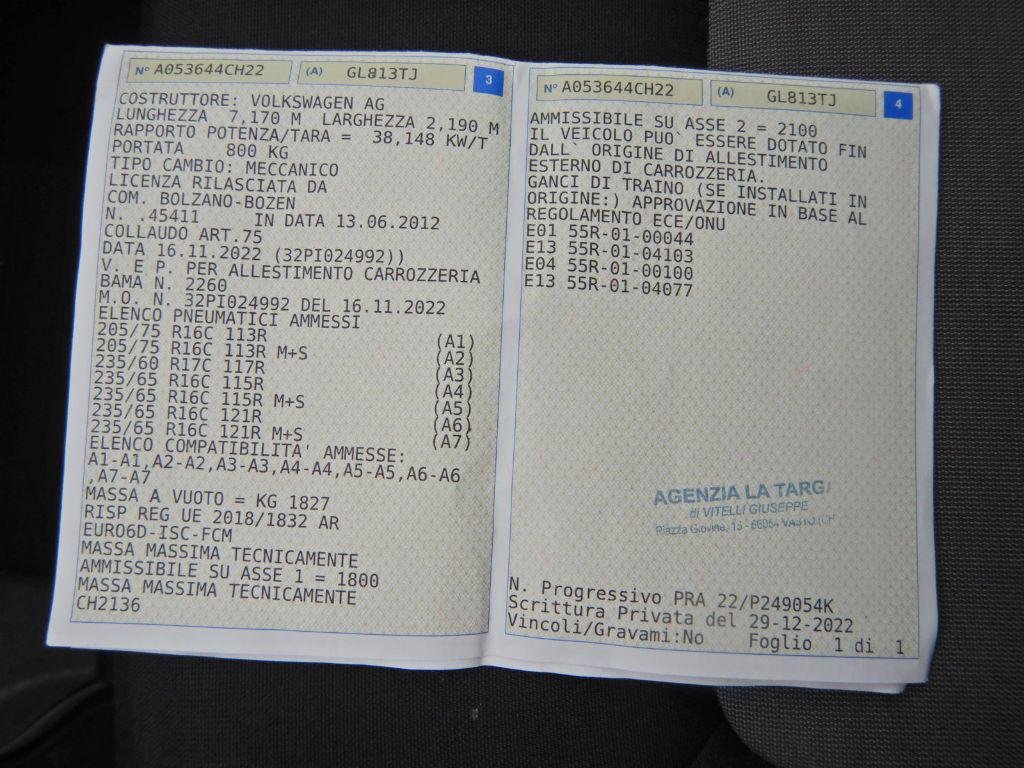 N° A053644CH22 (A) GL813TJ 3
COSTRUTTORE: VOLKSWAGEN AG
LUNGHEZZA 7,170 M LARGHEZZA 2,190 M
RAPPORTO POTENZA/TARA = 38,148 KW/T
PORTATA 800 KG
TIPO CAMBIO: MECCANICO
LICENZA RILASCIATA DA
COM. BOLZANO-BOZEN
N. .45411 IN DATA 13.06.2012
COLLAUDO ART.75
DATA 16.11.2022 (32PI024992))
V. E P. PER ALLESTIMENTO CARROZZERIA
BAMA N. 2260
M.O. N. 32PI024992 DEL 16.11.2022
ELENCO PNEUMATICI AMMESSI
205/75 R16C 113R (A1)
205/75 R16C 113R M+S (A2)
235/60 R17C 117R (A3)
235/65 R16C 115R (A4)
235/65 R16C 115R M+S (A5)
235/65 R16C 121R (A6)
235/65 R16C 121R M+S (A7)
ELENCO COMPATIBILITA' AMMESSE:
A1-A1,A2-A2,A3-A3,A4-A4,A5-A5,A6-A6
,A7-A7
MASSA A VUOTO = KG 1827
RISP REG UE 2018/1832 AR
EURO6D-ISC-FCM
MASSA MASSIMA TECNICAMENTE
AMMISSIBILE SU ASSE 1 = 1800
MASSA MASSIMA TECNICAMENTE
CH2136
N° A053644CH22 (A) GL813TJ 4
AMMISSIBILE SU ASSE 2 = 2100
IL VEICOLO PUO` ESSERE DOTATO FIN
DALL` ORIGINE DI ALLESTIMENTO
ESTERNO DI CARROZZERIA.
GANCI DI TRAINO (SE INSTALLATI IN
ORIGINE:) APPROVAZIONE IN BASE AL
REGOLAMENTO ECE/ONU
E01 55R-01-00044
E13 55R-01-04103
E04 55R-01-00100
E13 55R-01-04077
AGENZIA LA TARGA
di VITELLI GIUSEPPE
Piazza Giovine, 15 - 66054 VASTO (CH
N. Progressivo PRA 22/P249054K
Scrittura Privata del 29-12-2022
Vincoli/Gravami:No Foglio 1 di 1